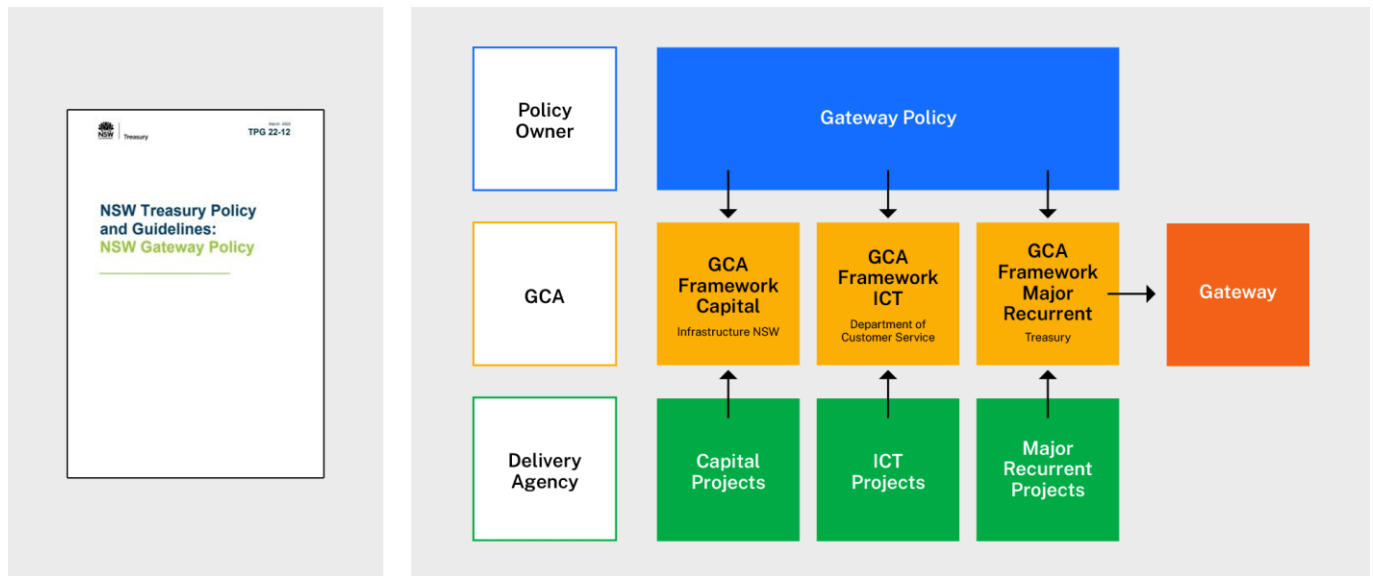 March 2022
TPG 22-12
NSW
Treasury
NSW Treasury Policy
and Guidelines:
NSW Gateway Policy
Policy
Owner
Gateway Policy
GCA
GCA
Framework
Capital
Infrastructure NSW
GCA
Framework
ICT
Department of
Customer Service
GCA
Framework
Major
Recurrent
Treasury
Gateway
Delivery
Agency
Capital
Projects
ICT
Projects
Major
Recurrent
Projects